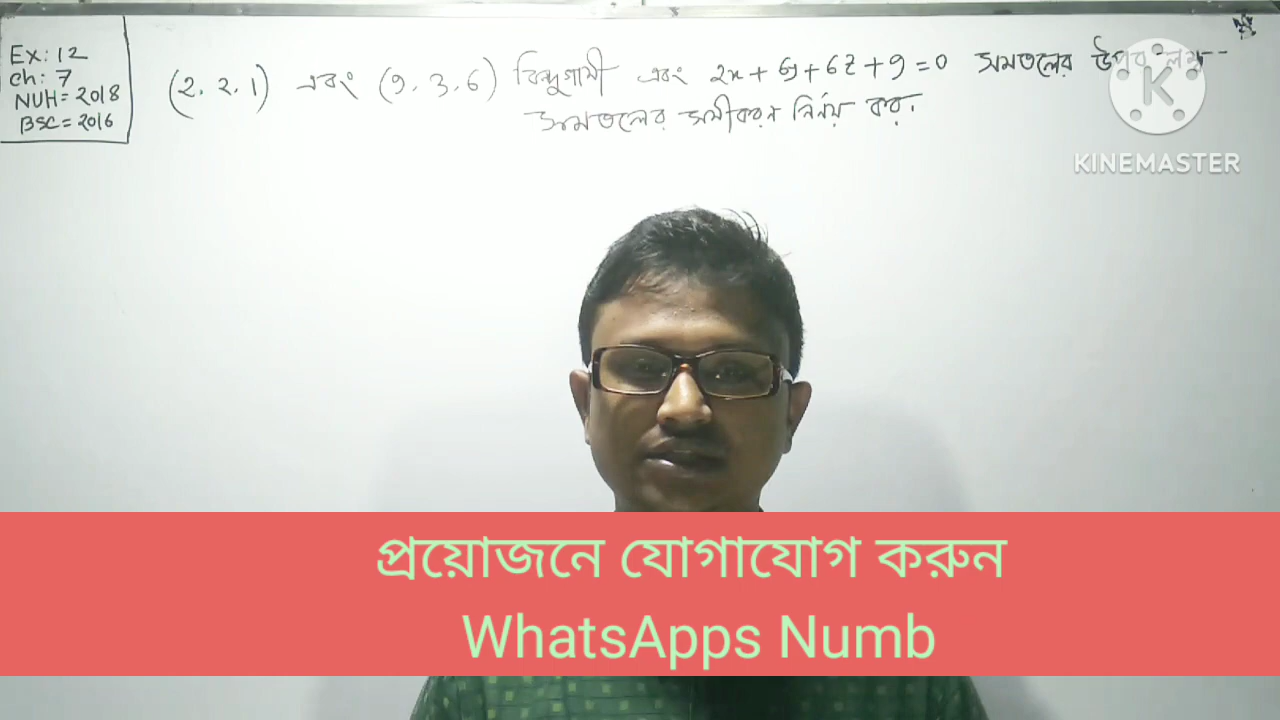 Ex: 12
Ch: 7
NUH = 2018
BSC = 2016
(2, 2, 1) এবং (9, 3, 6) বিন্দুগামী এবং 2x + 6y + 6z + 9 = 0 সমতলের উপর লম্ব
সমতলের সমীকরণ নির্ণয় কর.
K
KINEMASTER
প্রয়োজনে যোগাযোগ করুন
WhatsApps Numb